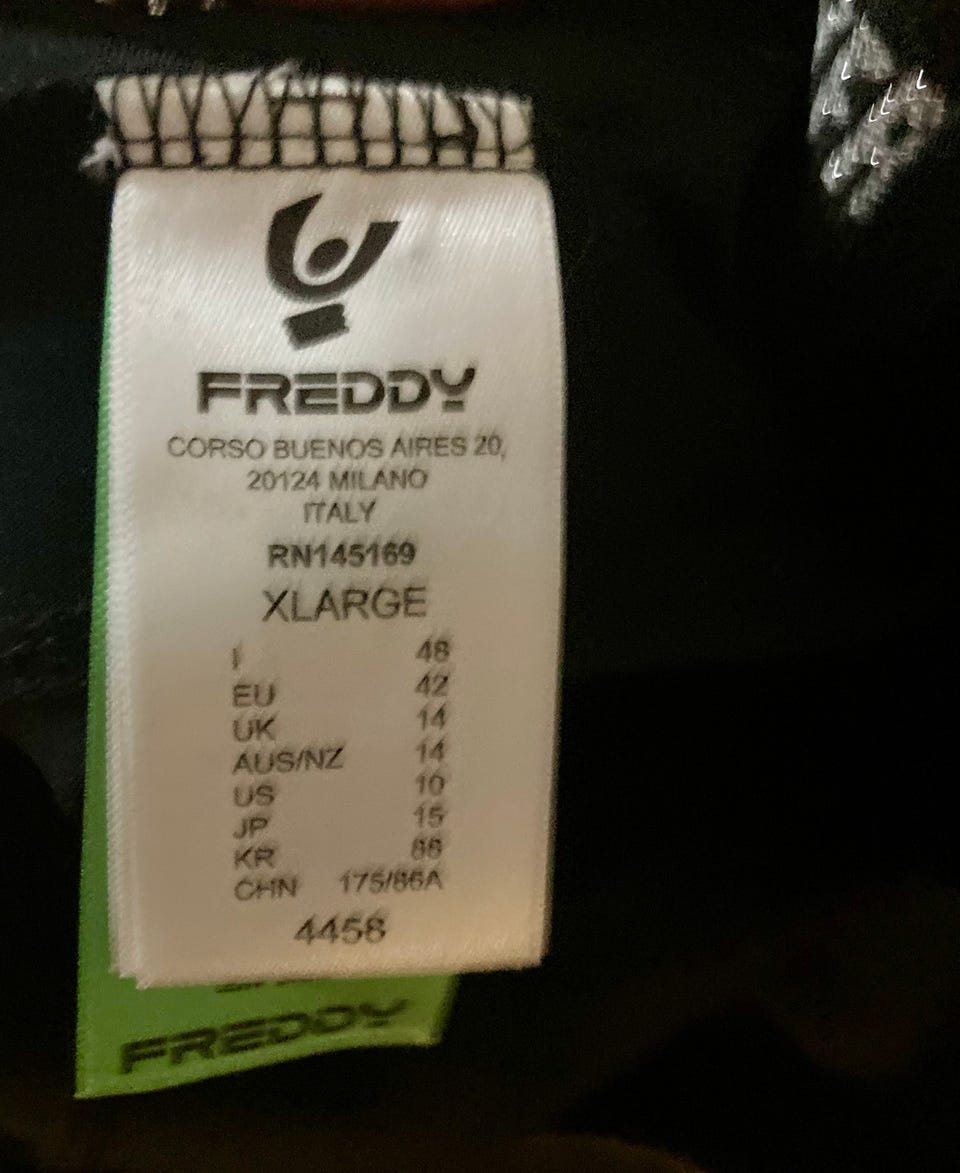 FREDDY
CORSO BUENOS AIRES 20,
20124 MILANO
ITALY
RN145169
XLARGE
I 48
EU 42
UK 14
AUS/NZ 14
US 10
JP 15
KR 88
CHN 175/86A
4458
FREDDY